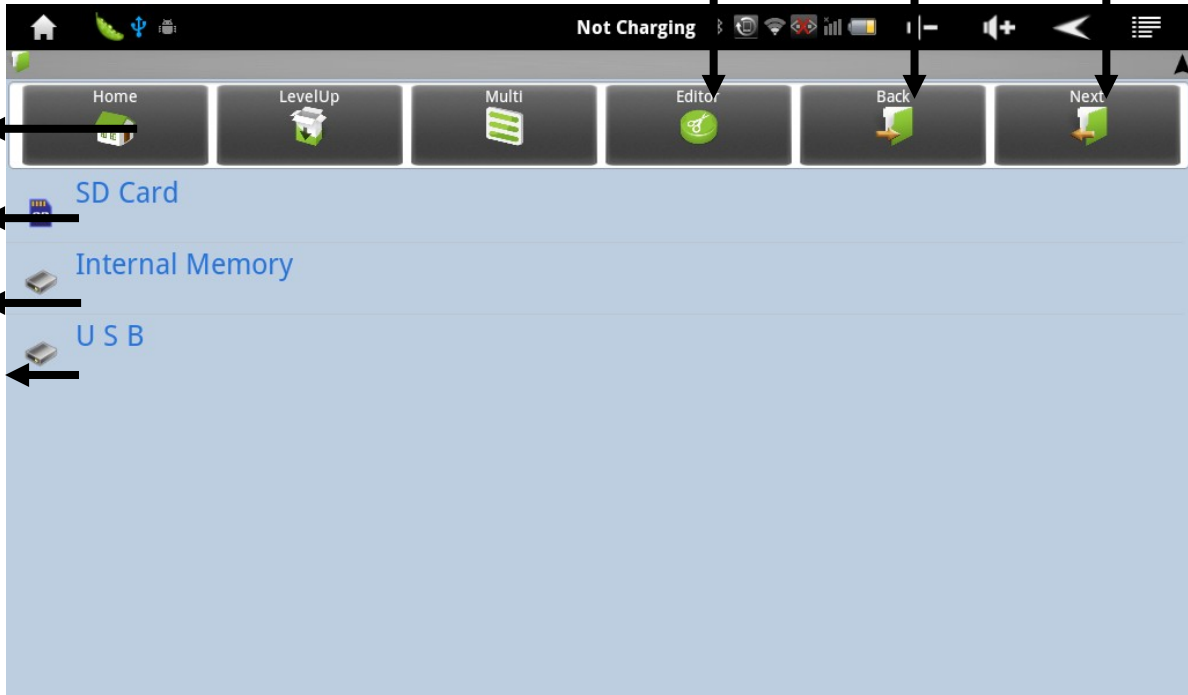 Not Charging
Home LevelUp Multi Editor Back Next
SD Card
Internal Memory
U S B